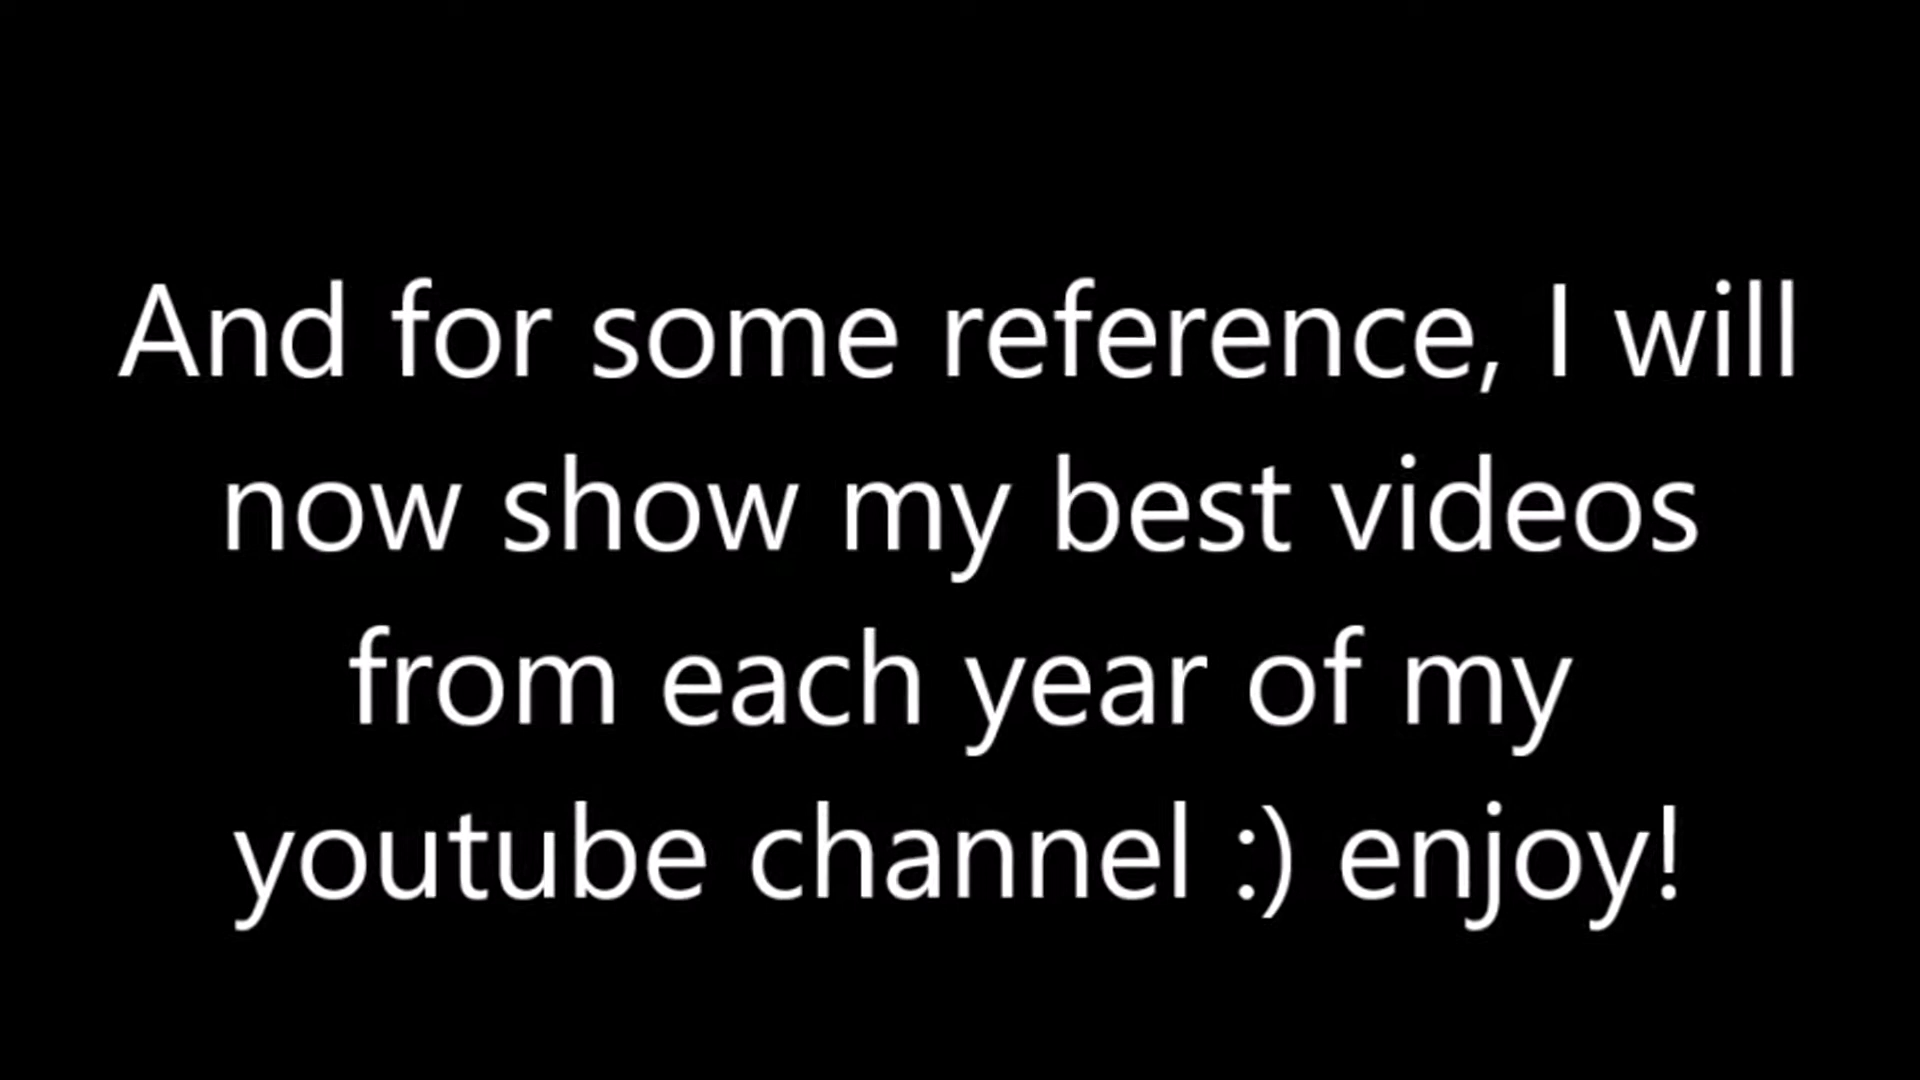 And for some reference, I will
now show my best videos
from each year of my
youtube channel :) enjoy!